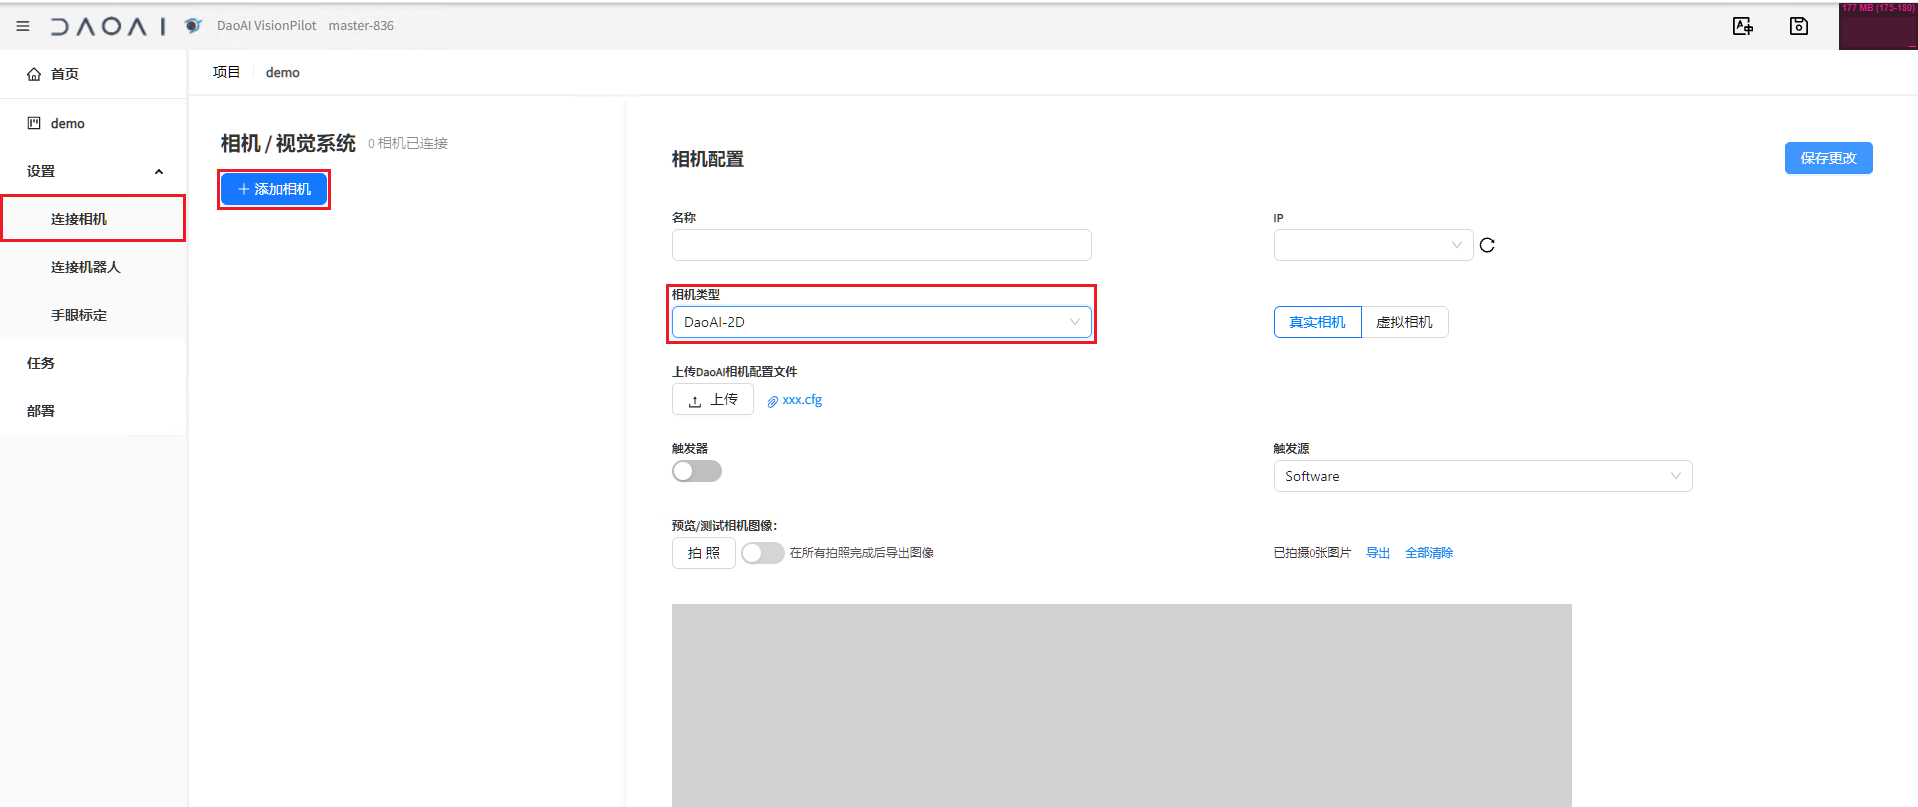 DAOAI DaoAI VisionPilot master-836
177 MB (175-180)
首页
项目 demo
demo
设置
连接相机
连接机器人
手眼标定
任务
部署
相机 / 视觉系统 0 相机已连接
+ 添加相机
相机配置
保存更改
名称
IP
相机类型
DaoAI-2D
真实相机 虚拟相机
上传DaoAI相机配置文件
上传 xxx.cfg
触发器
触发源
Software
预览/测试相机图像：
拍 照 在所有拍照完成后导出图像
已拍摄0张图片 导出 全部清除